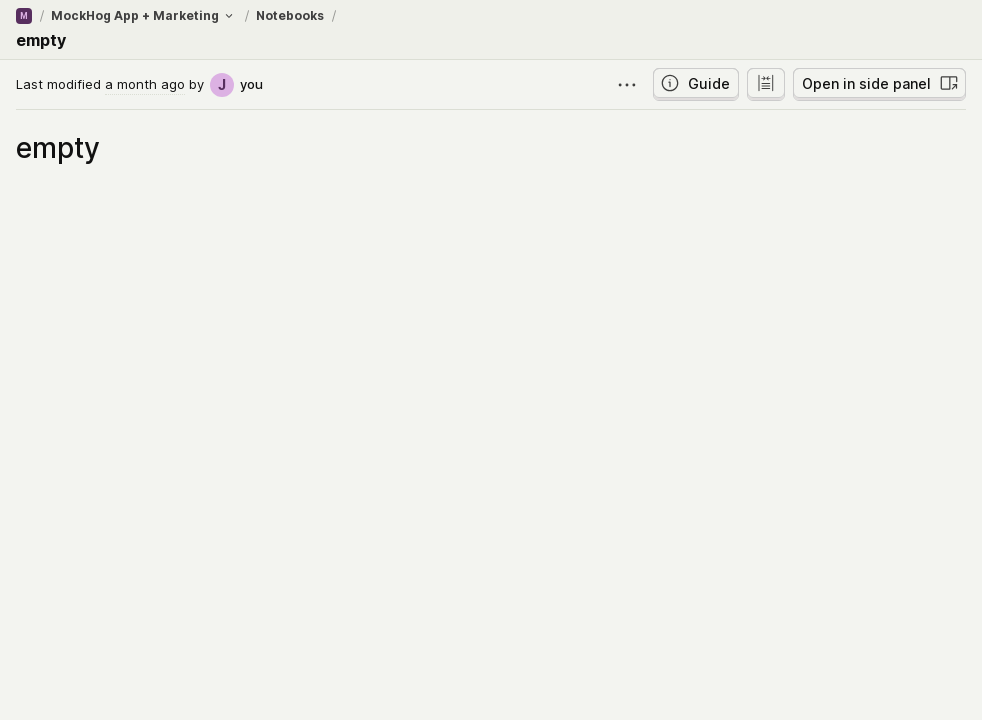 M / MockHog App + Marketing / Notebooks /
empty
Last modified a month ago by J you
Guide
Open in side panel
empty